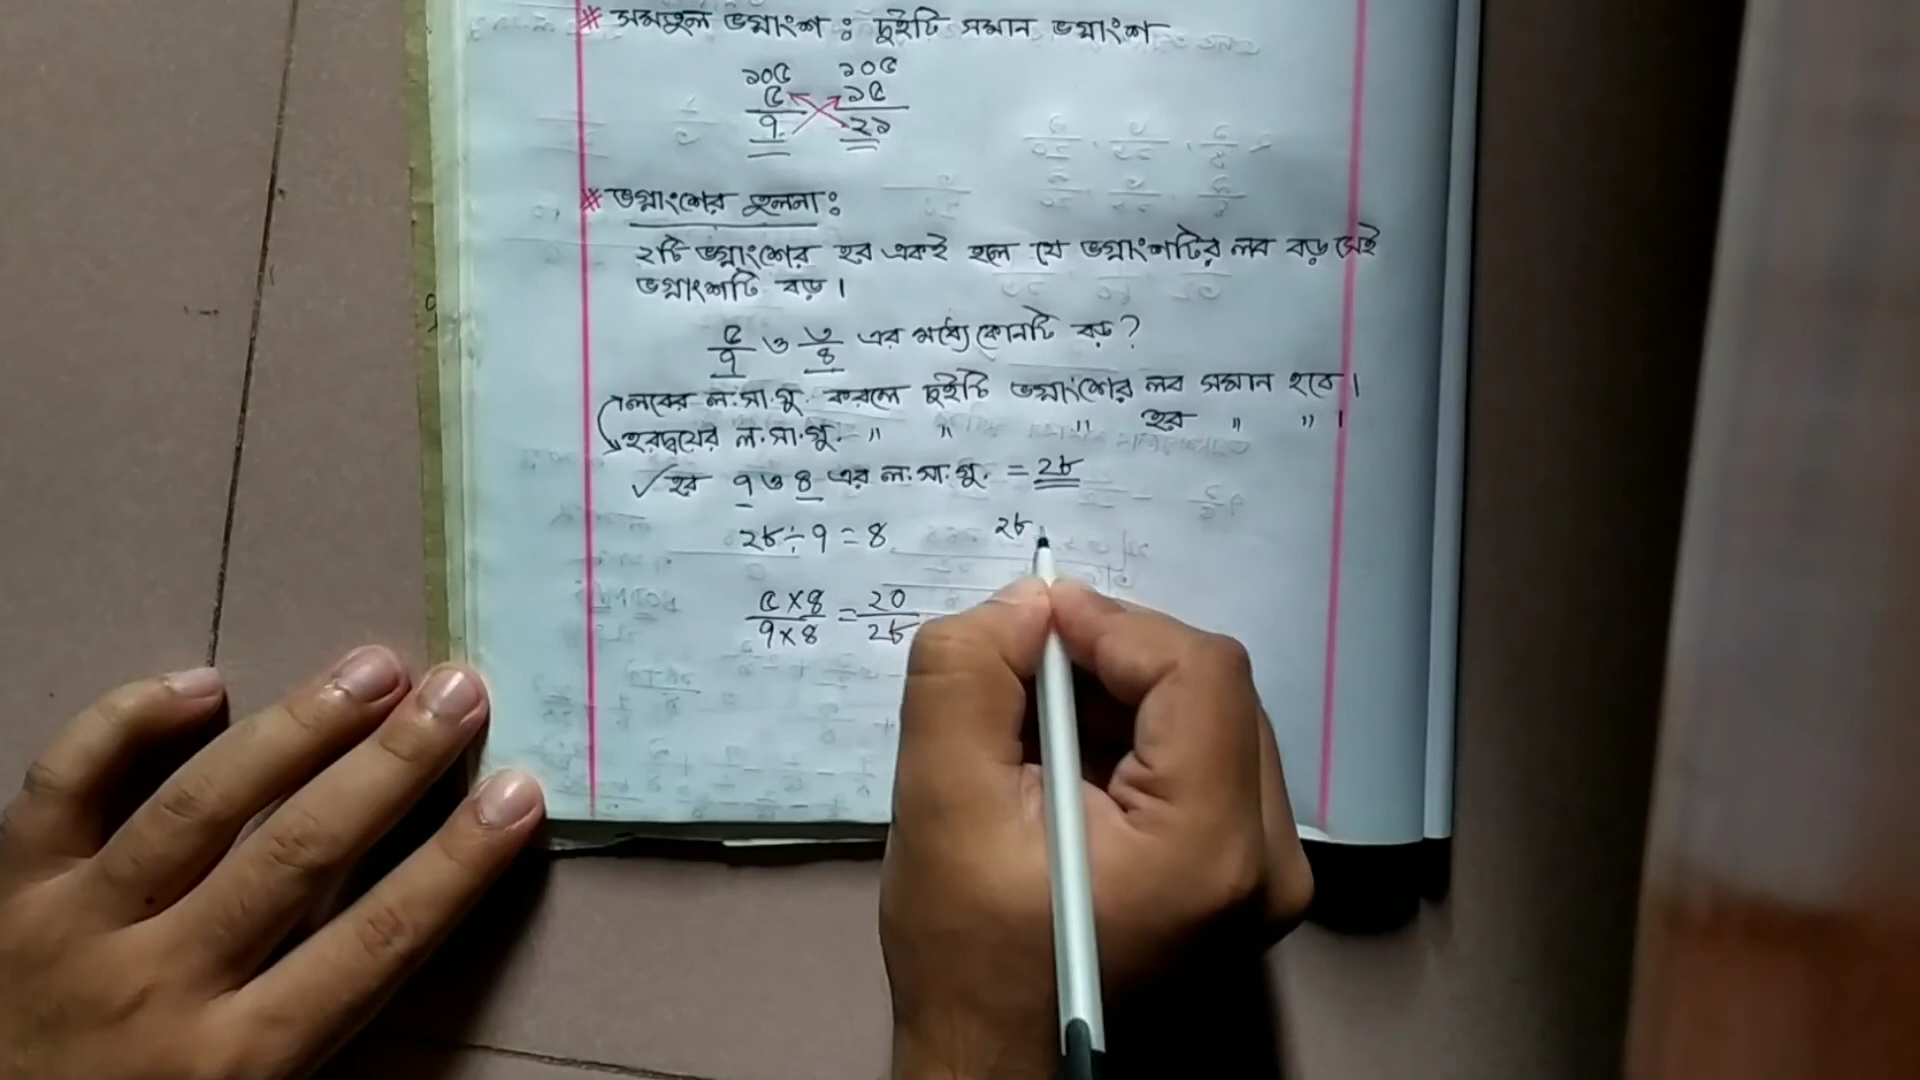 * সমতুল ভগ্নাংশ : দুইটি সমান ভগ্নাংশ
১০৫ ১০৫
৫ ১৫
৭ ২১
* ভগ্নাংশের তুলনা :
২টি ভগ্নাংশের হর একই হলে যে ভগ্নাংশটির লব বড় সেই
ভগ্নাংশটি বড় ।
৫/৭ ও ৩/৪ এর মধ্যে কোনটি বড় ?
লবের ল.সা.গু. করলে দুইটি ভগ্নাংশের লব সমান হবে ।
হরদ্বয়ের ল.সা.গু. " " " হর " " ।
✓ হর ৭ ও ৪ এর ল.সা.গু. = ২৮
২৮ ÷ ৭ = ৪ ২৮
৫ × ৪ = ২০
৭ × ৪ ২৮